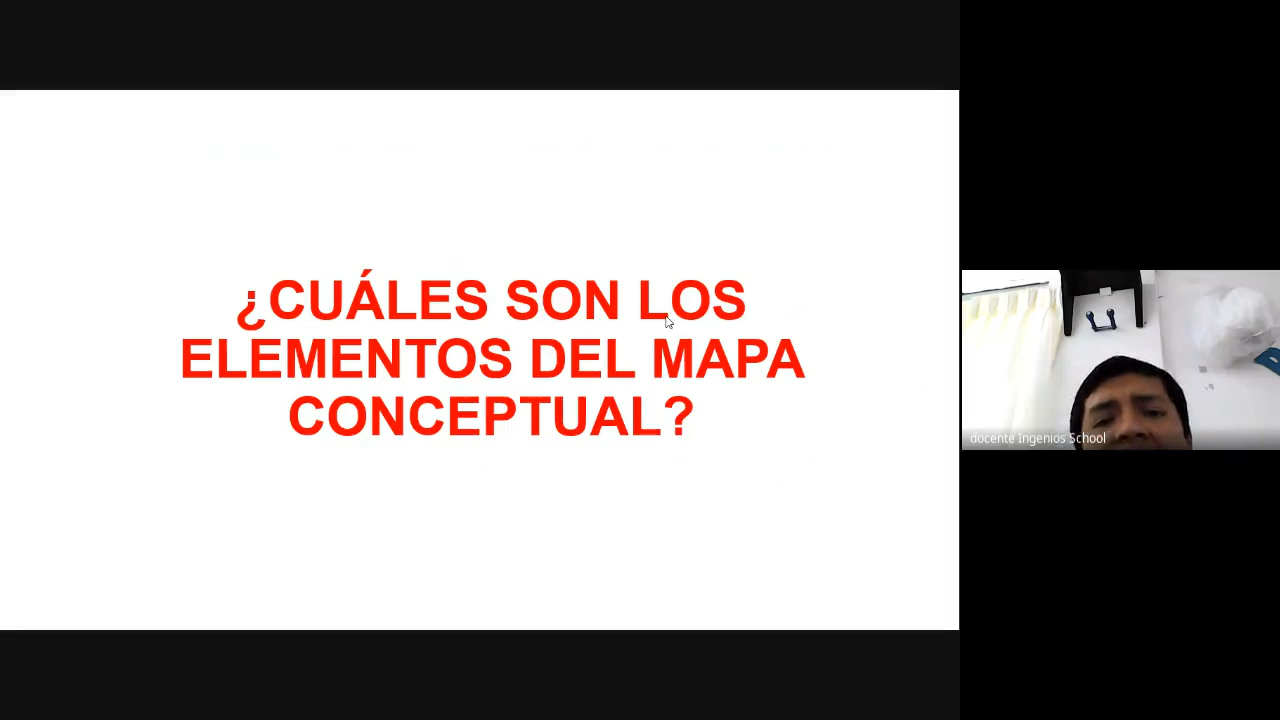 ¿CUÁLES SON LOS
ELEMENTOS DEL MAPA
CONCEPTUAL?
docente Ingenios School